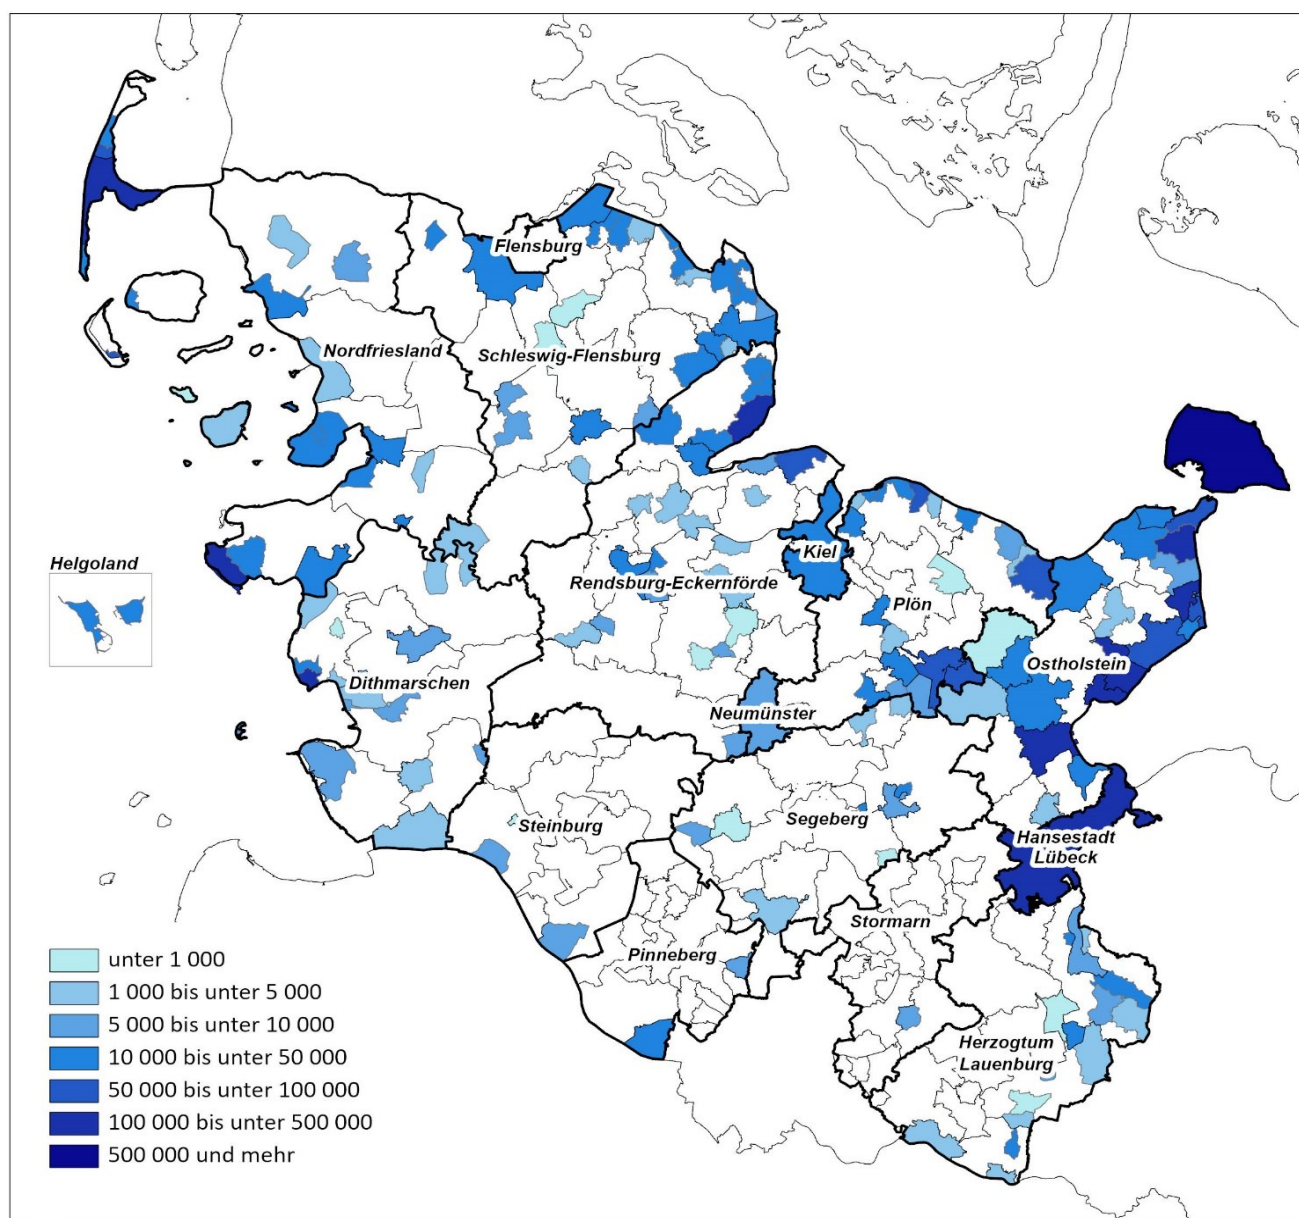 Flensburg
Nordfriesland
Schleswig-Flensburg
Helgoland
Kiel
Rendsburg-Eckernförde
Plön
Ostholstein
Dithmarschen
Neumünster
Steinburg
Segeberg
Hansestadt
Lübeck
Stormarn
Pinneberg
Herzogtum
Lauenburg
unter 1 000
1 000 bis unter 5 000
5 000 bis unter 10 000
10 000 bis unter 50 000
50 000 bis unter 100 000
100 000 bis unter 500 000
500 000 und mehr